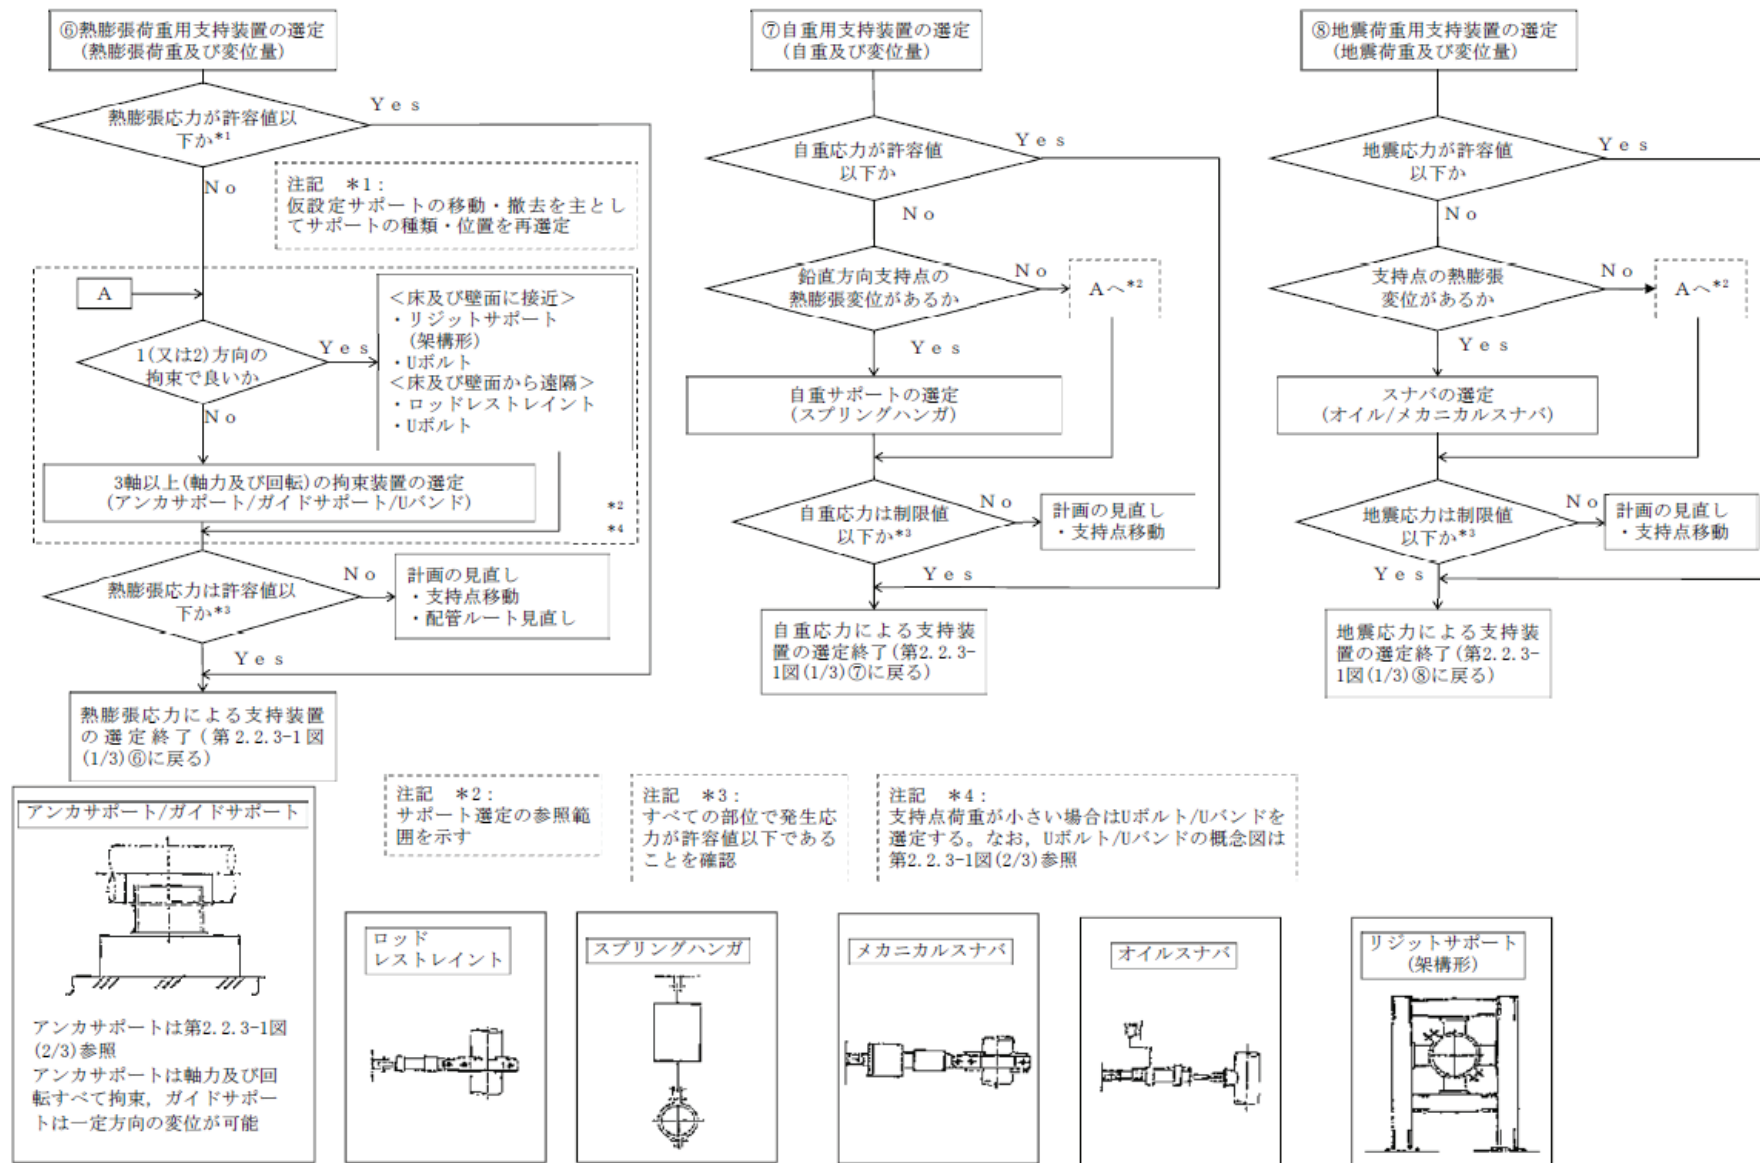 ⑥熱膨張荷重用支持装置の選定
(熱膨張荷重及び変位量)
熱膨張応力が許容値以
下か*1
Yes
No
注記 *1：
仮設定サポートの移動・撤去を主とし
てサポートの種類・位置を再選定
A
1(又は2)方向の
拘束で良いか
Yes
No
＜床及び壁面に接近＞
・リジットサポート
(架構形)
・Uボルト
＜床及び壁面から遠隔＞
・ロッドレストレイント
・Uボルト
3軸以上(軸力及び回転)の拘束装置の選定
(アンカサポート/ガイドサポート/Uバンド)
*2
*4
熱膨張応力は許容値以
下か*3
No
計画の見直し
・支持点移動
・配管ルート見直し
Yes
熱膨張応力による支持装置
の選定終了(第2.2.3-1図
(1/3)⑥に戻る)
⑦自重用支持装置の選定
(自重及び変位量)
自重応力が許容値
以下か
Yes
No
鉛直方向支持点の
熱膨張変位があるか
No
Aへ*2
Yes
自重サポートの選定
(スプリングハンガ)
自重応力は制限値
以下か*3
No
計画の見直し
・支持点移動
Yes
自重応力による支持装
置の選定終了(第2.2.3-
1図(1/3)⑦に戻る)
⑧地震荷重用支持装置の選定
(地震荷重及び変位量)
地震応力が許容値
以下か
Yes
No
支持点の熱膨張
変位があるか
No
Aへ*2
Yes
スナバの選定
(オイル/メカニカルスナバ)
地震応力は制限値
以下か*3
No
計画の見直し
・支持点移動
Yes
地震応力による支持装
置の選定終了(第2.2.3-
1図(1/3)⑧に戻る)
注記 *2：
サポート選定の参照範
囲を示す
注記 *3：
すべての部位で発生応
力が許容値以下である
ことを確認
注記 *4：
支持点荷重が小さい場合はUボルト/Uバンドを
選定する。なお，Uボルト/Uバンドの概念図は
第2.2.3-1図(2/3)参照
アンカサポート/ガイドサポート
アンカサポートは第2.2.3-1図
(2/3)参照
アンカサポートは軸力及び回
転すべて拘束，ガイドサポー
トは一定方向の変位が可能
ロッド
レストレイント
スプリングハンガ
メカニカルスナバ
オイルスナバ
リジットサポート
(架構形)